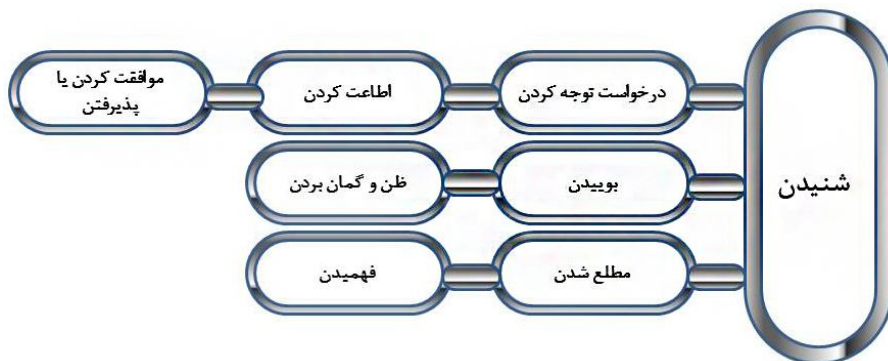 شنیدن
درخواست توجه کردن
اطاعت کردن
موافقت کردن یا
پذیرفتن
بوییدن
ظن و گمان بردن
مطلع شدن
فهمیدن